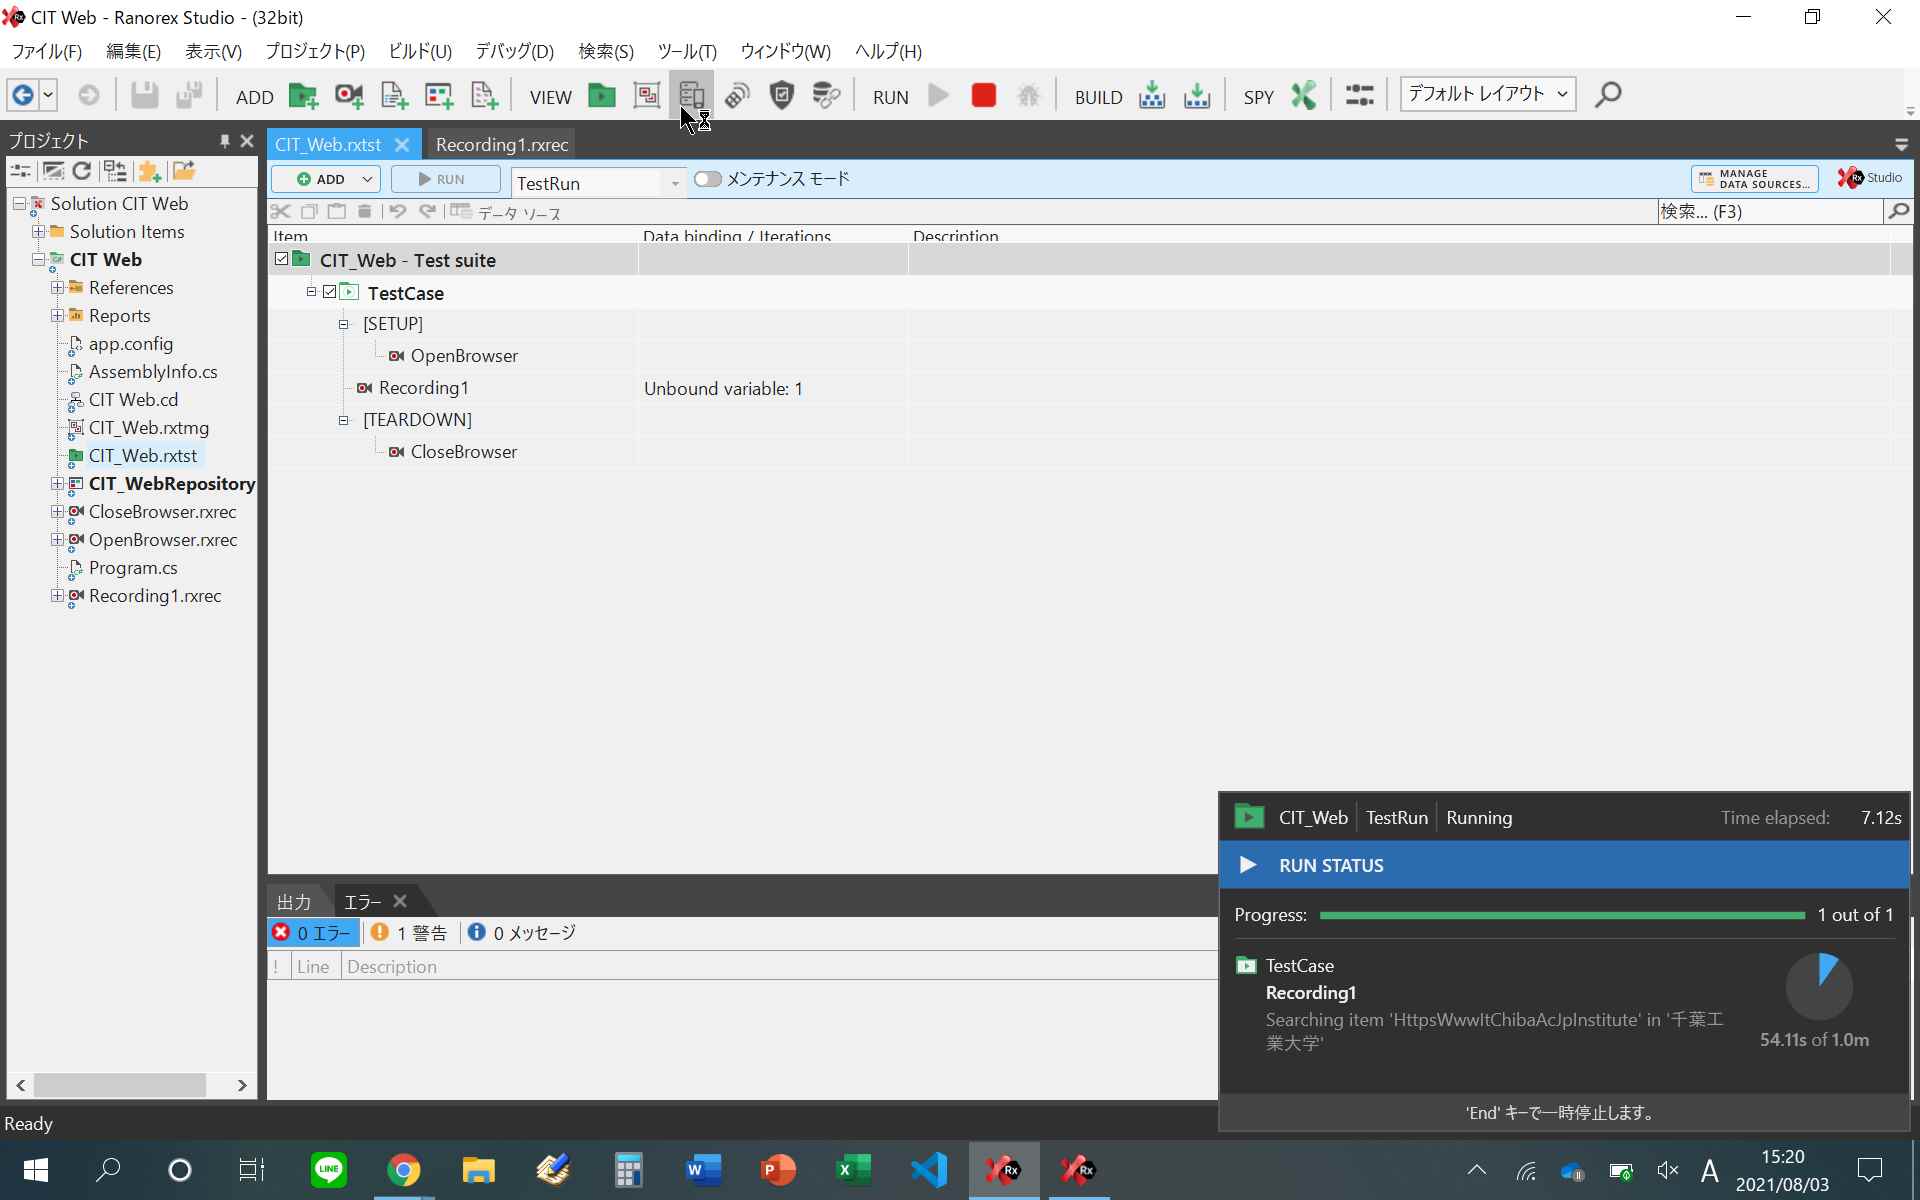 CIT Web - Ranorex Studio - (32bit)
ファイル(F) 編集(E) 表示(V) プロジェクト(P) ビルド(U) デバッグ(D) 検索(S) ツール(T) ウィンドウ(W) ヘルプ(H)
ADD VIEW RUN BUILD SPY デフォルト レイアウト
プロジェクト
CIT_Web.rxtst Recording1.rxrec
ADD RUN TestRun メンテナンス モード MANAGE DATA SOURCES... Rx Studio
データ ソース 検索... (F3)
Item Data binding / Iterations Description
Solution CIT Web
Solution Items
CIT Web
References
Reports
app.config
AssemblyInfo.cs
CIT Web.cd
CIT_Web.rxtmg
CIT_Web.rxtst
CIT_WebRepository
CloseBrowser.rxrec
OpenBrowser.rxrec
Program.cs
Recording1.rxrec
CIT_Web - Test suite
TestCase
[SETUP]
OpenBrowser
Recording1 Unbound variable: 1
[TEARDOWN]
CloseBrowser
出力 エラー
0 エラー 1 警告 0 メッセージ
! Line Description
CIT_Web TestRun Running Time elapsed: 7.12s
RUN STATUS
Progress: 1 out of 1
TestCase
Recording1
Searching item 'HttpsWwwItChibaAcJpInstitute' in '千葉工
業大学'
54.11s of 1.0m
'End' キーで一時停止します。
Ready
LINE W P X Rx Rx A 15:20
2021/08/03